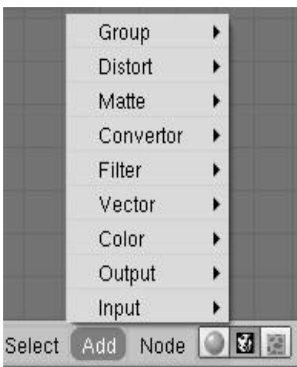 Group
Distort
Matte
Convertor
Filter
Vector
Color
Output
Input
Select Add Node